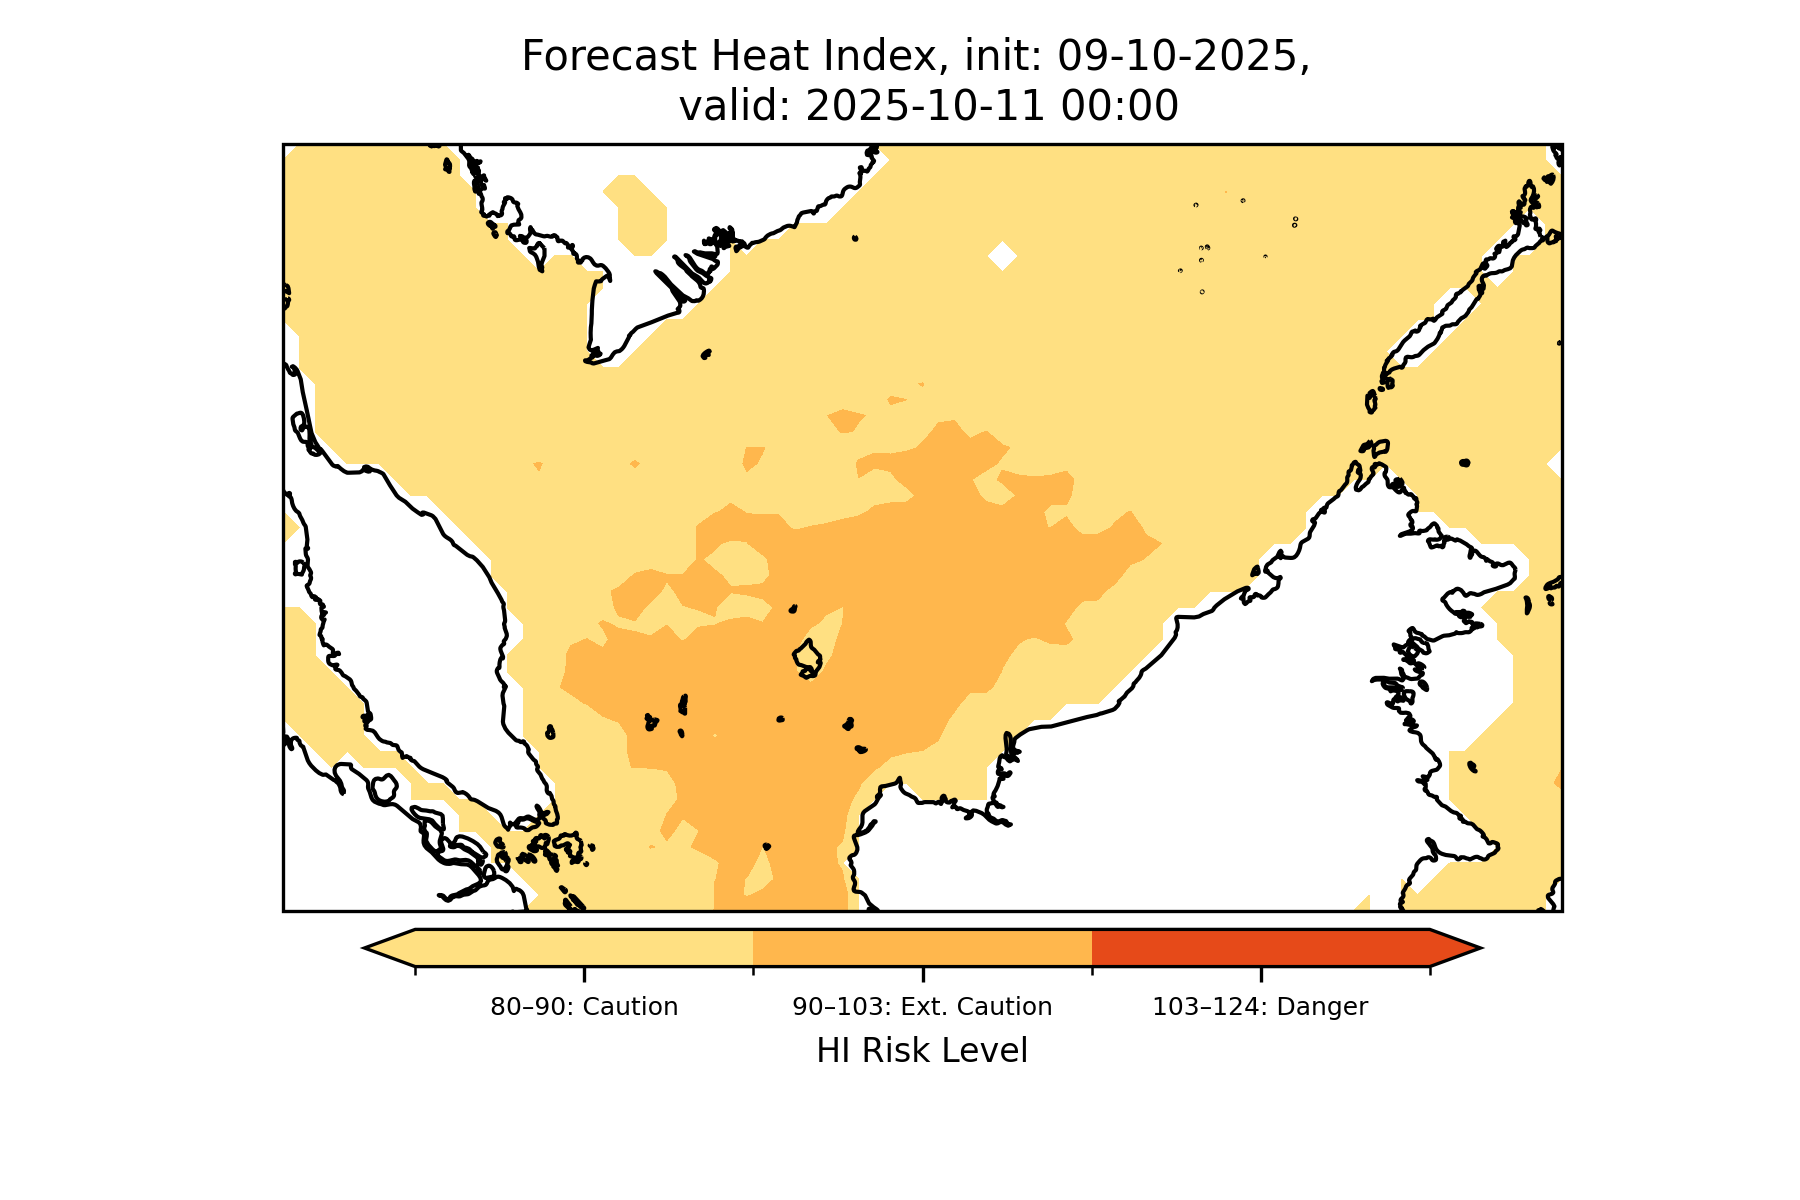 Forecast Heat Index, init: 09-10-2025,
valid: 2025-10-11 00:00
80–90: Caution
90–103: Ext. Caution
103–124: Danger
HI Risk Level